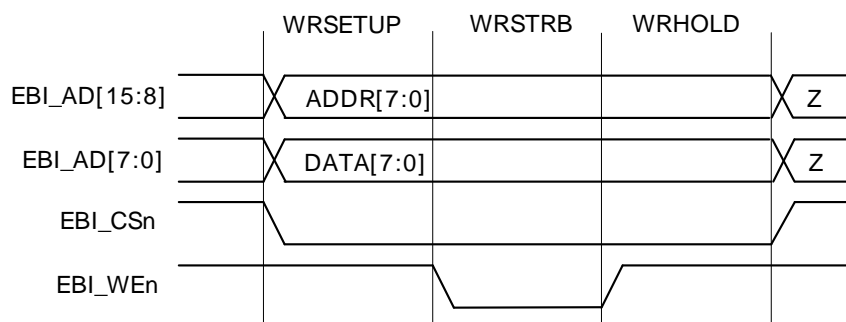 WRSETUP WRSTRB WRHOLD
EBI_AD[15:8] ADDR[7:0] Z
EBI_AD[7:0] DATA[7:0] Z
EBI_CSn
EBI_WEn